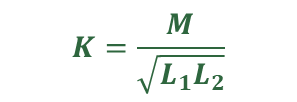 K = M / √(L₁L₂)